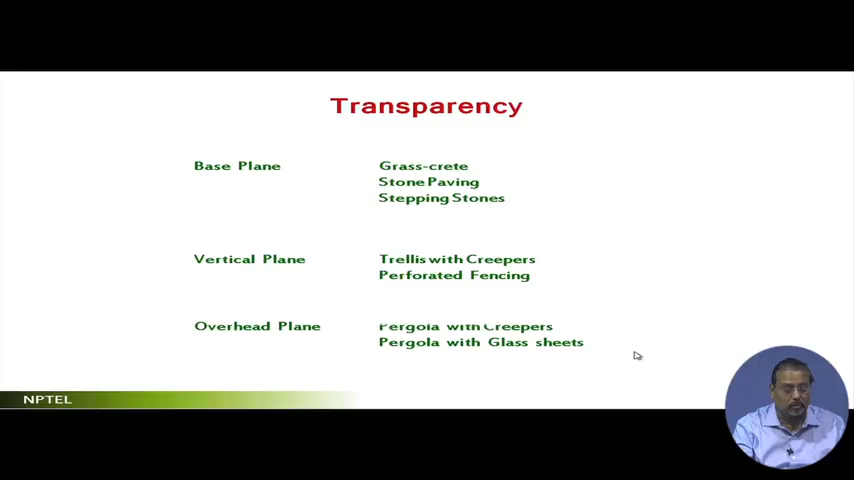 Transparency
Base Plane
Grass-crete
Stone Paving
Stepping Stones
Vertical Plane
Trellis with Creepers
Perforated Fencing
Overhead Plane
Pergola with Creepers
Pergola with Glass sheets
NPTEL